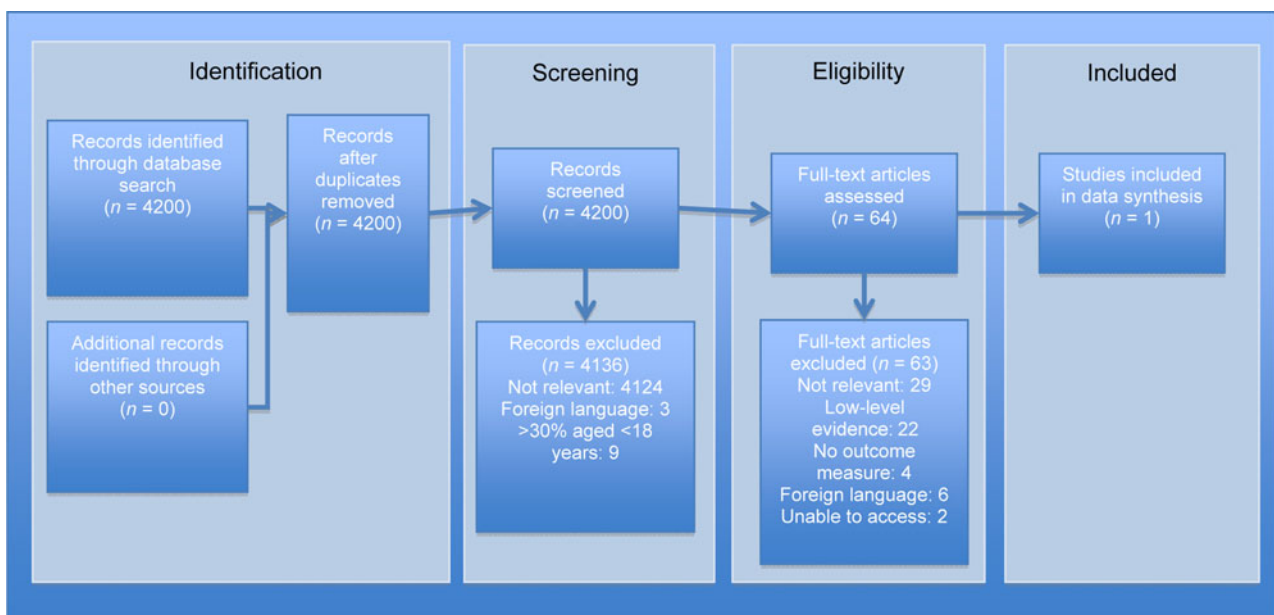 Identification
Records identified
through database
search
(n = 4200)
Additional records
identified through
other sources
(n = 0)
Records
after
duplicates
removed
(n = 4200)
Screening
Records
screened
(n = 4200)
Records excluded
(n = 4136)
Not relevant: 4124
Foreign language: 3
>30% aged <18
years: 9
Eligibility
Full-text articles
assessed
(n = 64)
Full-text articles
excluded (n = 63)
Not relevant: 29
Low-level
evidence: 22
No outcome
measure: 4
Foreign language: 6
Unable to access: 2
Included
Studies included
in data synthesis
(n = 1)